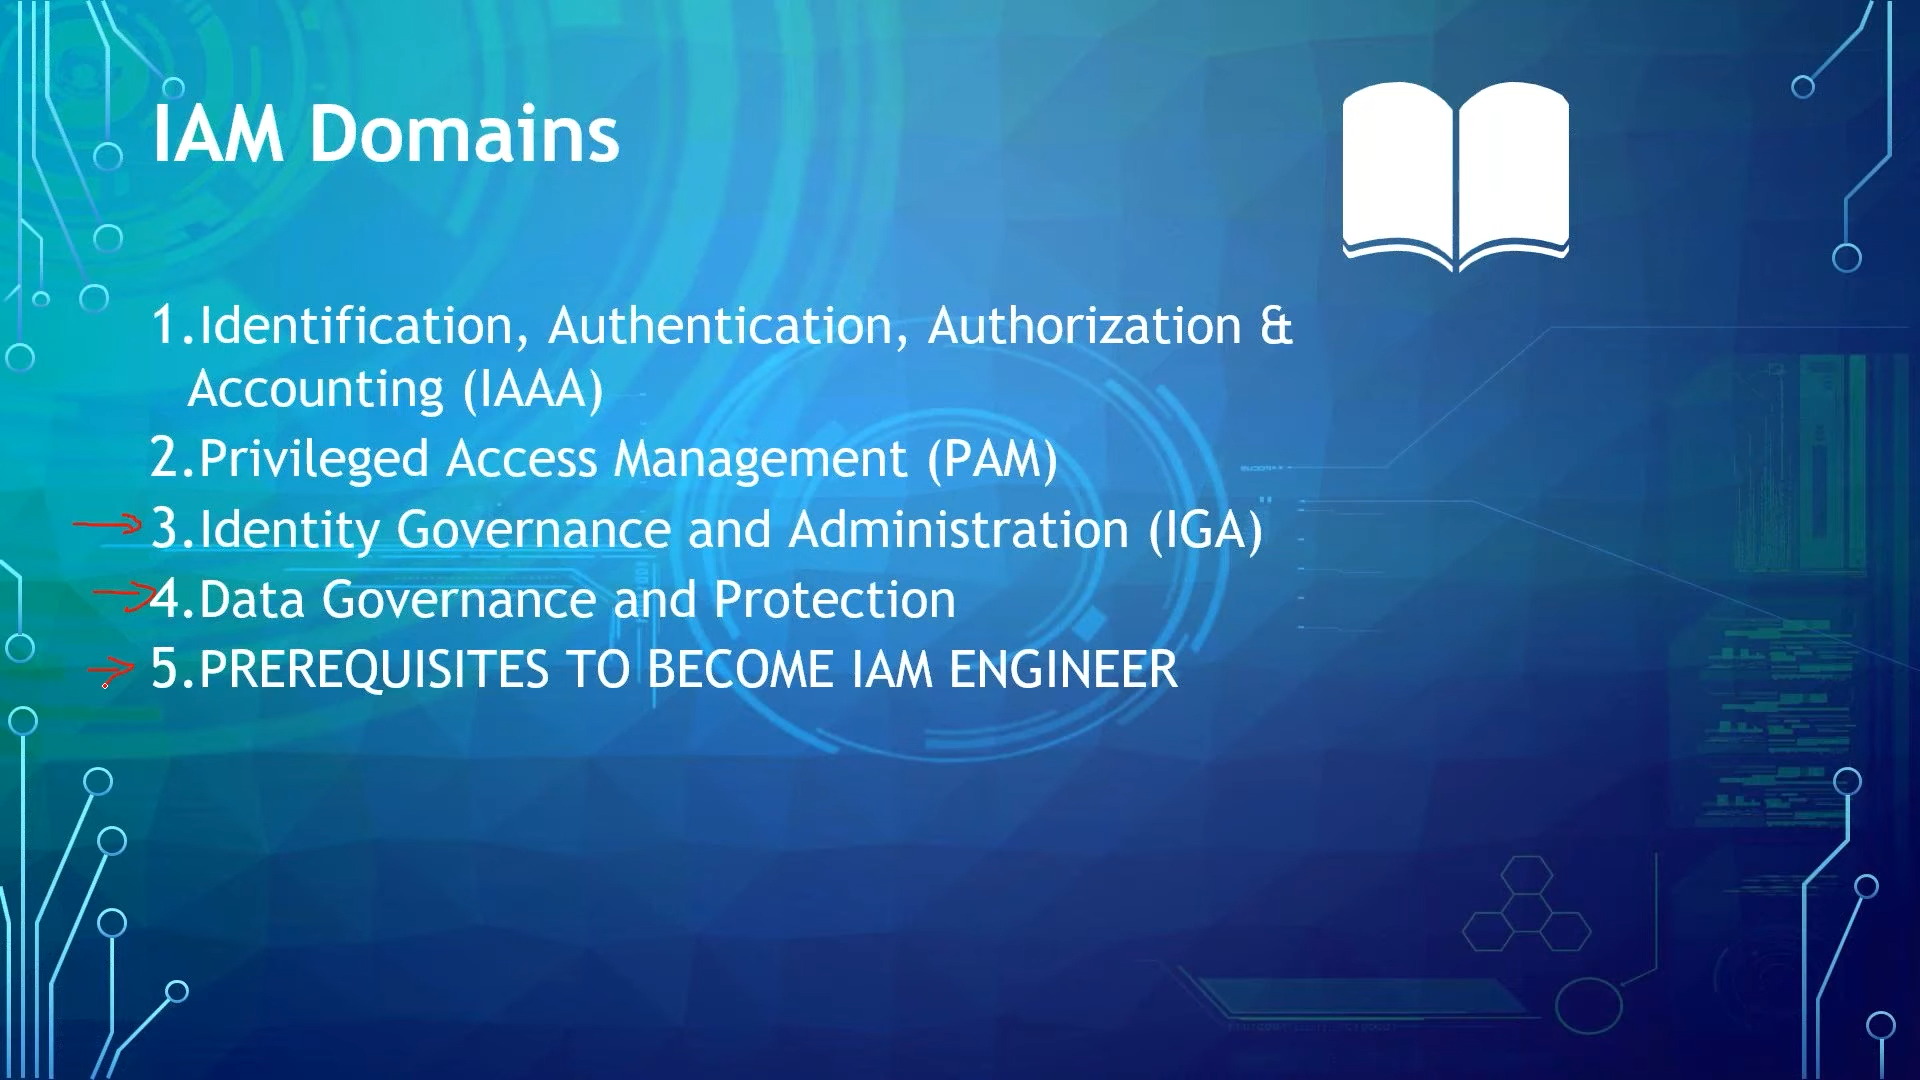 IAM Domains
1.Identification, Authentication, Authorization &
Accounting (IAAA)
2.Privileged Access Management (PAM)
3.Identity Governance and Administration (IGA)
4.Data Governance and Protection
5.PREREQUISITES TO BECOME IAM ENGINEER